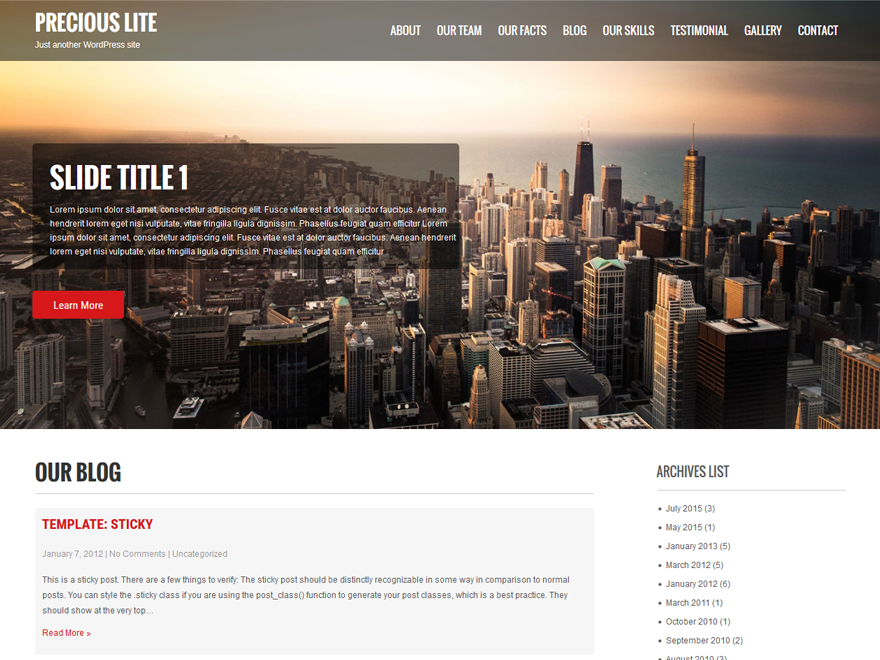 PRECIOUS LITE
Just another WordPress site
ABOUT OUR TEAM OUR FACTS BLOG OUR SKILLS TESTIMONIAL GALLERY CONTACT
SLIDE TITLE 1
Lorem ipsum dolor sit amet, consectetur adipiscing elit. Fusce vitae est at dolor auctor faucibus. Aenean
hendrerit lorem eget nisi vulputate, vitae fringilla ligula dignissim. Phasellus feugiat quam efficitur Lorem
ipsum dolor sit amet, consectetur adipiscing elit. Fusce vitae est at dolor auctor faucibus. Aenean hendrerit
lorem eget nisi vulputate, vitae fringilla ligula dignissim. Phasellus feugiat quam efficitur
Learn More
OUR BLOG
TEMPLATE: STICKY
January 7, 2012 | No Comments | Uncategorized
This is a sticky post. There are a few things to verify: The sticky post should be distinctly recognizable in some way in comparison to normal
posts. You can style the .sticky class if you are using the post_class() function to generate your post classes, which is a best practice. They
should show at the very top…
Read More »
ARCHIVES LIST
July 2015 (3)
May 2015 (1)
January 2013 (5)
March 2012 (5)
January 2012 (6)
March 2011 (1)
October 2010 (1)
September 2010 (2)
August 2010 (3)